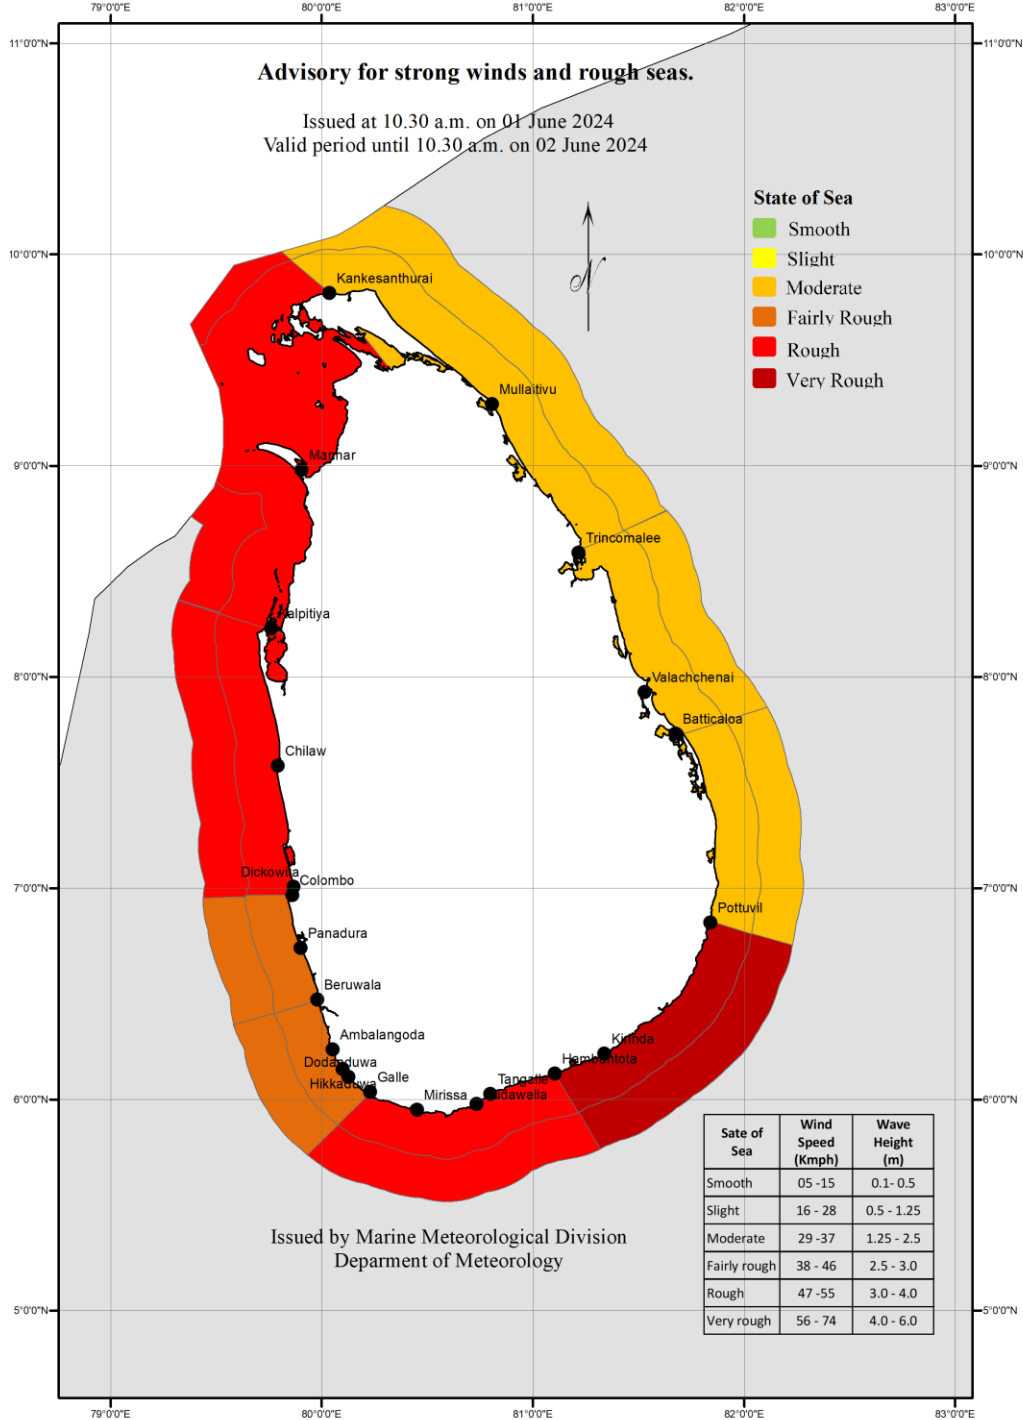 79°0'0"E 80°0'0"E 81°0'0"E 82°0'0"E 83°0'0"E
11°0'0"N 11°0'0"N
Advisory for strong winds and rough seas.
Issued at 10.30 a.m. on 01 June 2024
Valid period until 10.30 a.m. on 02 June 2024
State of Sea
Smooth
Slight
Moderate
Fairly Rough
Rough
Very Rough
10°0'0"N 10°0'0"N
N
Kankesanthurai
Mullaitivu
9°0'0"N 9°0'0"N
Mannar
Trincomalee
Kalpitiya
8°0'0"N 8°0'0"N
Valachchenai
Batticaloa
Chilaw
Dickowita
Colombo
7°0'0"N 7°0'0"N
Pottuvil
Panadura
Beruwala
Ambalangoda
Kirinda
Dodanduwa
Hambantota
Hikkaduwa
Galle
Tangalle
Mirissa
6°0'0"N 6°0'0"N
Sate of Sea Wind Speed (Kmph) Wave Height (m)
Smooth 05 -15 0.1- 0.5
Slight 16 - 28 0.5 - 1.25
Moderate 29 -37 1.25 - 2.5
Fairly rough 38 - 46 2.5 - 3.0
Rough 47 -55 3.0 - 4.0
Very rough 56 - 74 4.0 - 6.0
Issued by Marine Meteorological Division
Deparment of Meteorology
5°0'0"N 5°0'0"N
79°0'0"E 80°0'0"E 81°0'0"E 82°0'0"E 83°0'0"E